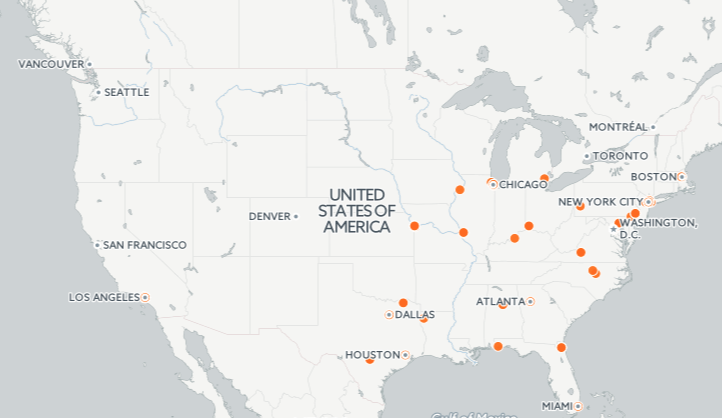 VANCOUVER
SEATTLE
MONTRÉAL
TORONTO
BOSTON
CHICAGO
NEW YORK CITY
UNITED
STATES OF
AMERICA
DENVER
WASHINGTON,
D.C.
SAN FRANCISCO
LOS ANGELES
ATLANTA
DALLAS
HOUSTON
MIAMI
Gulf of Mexico